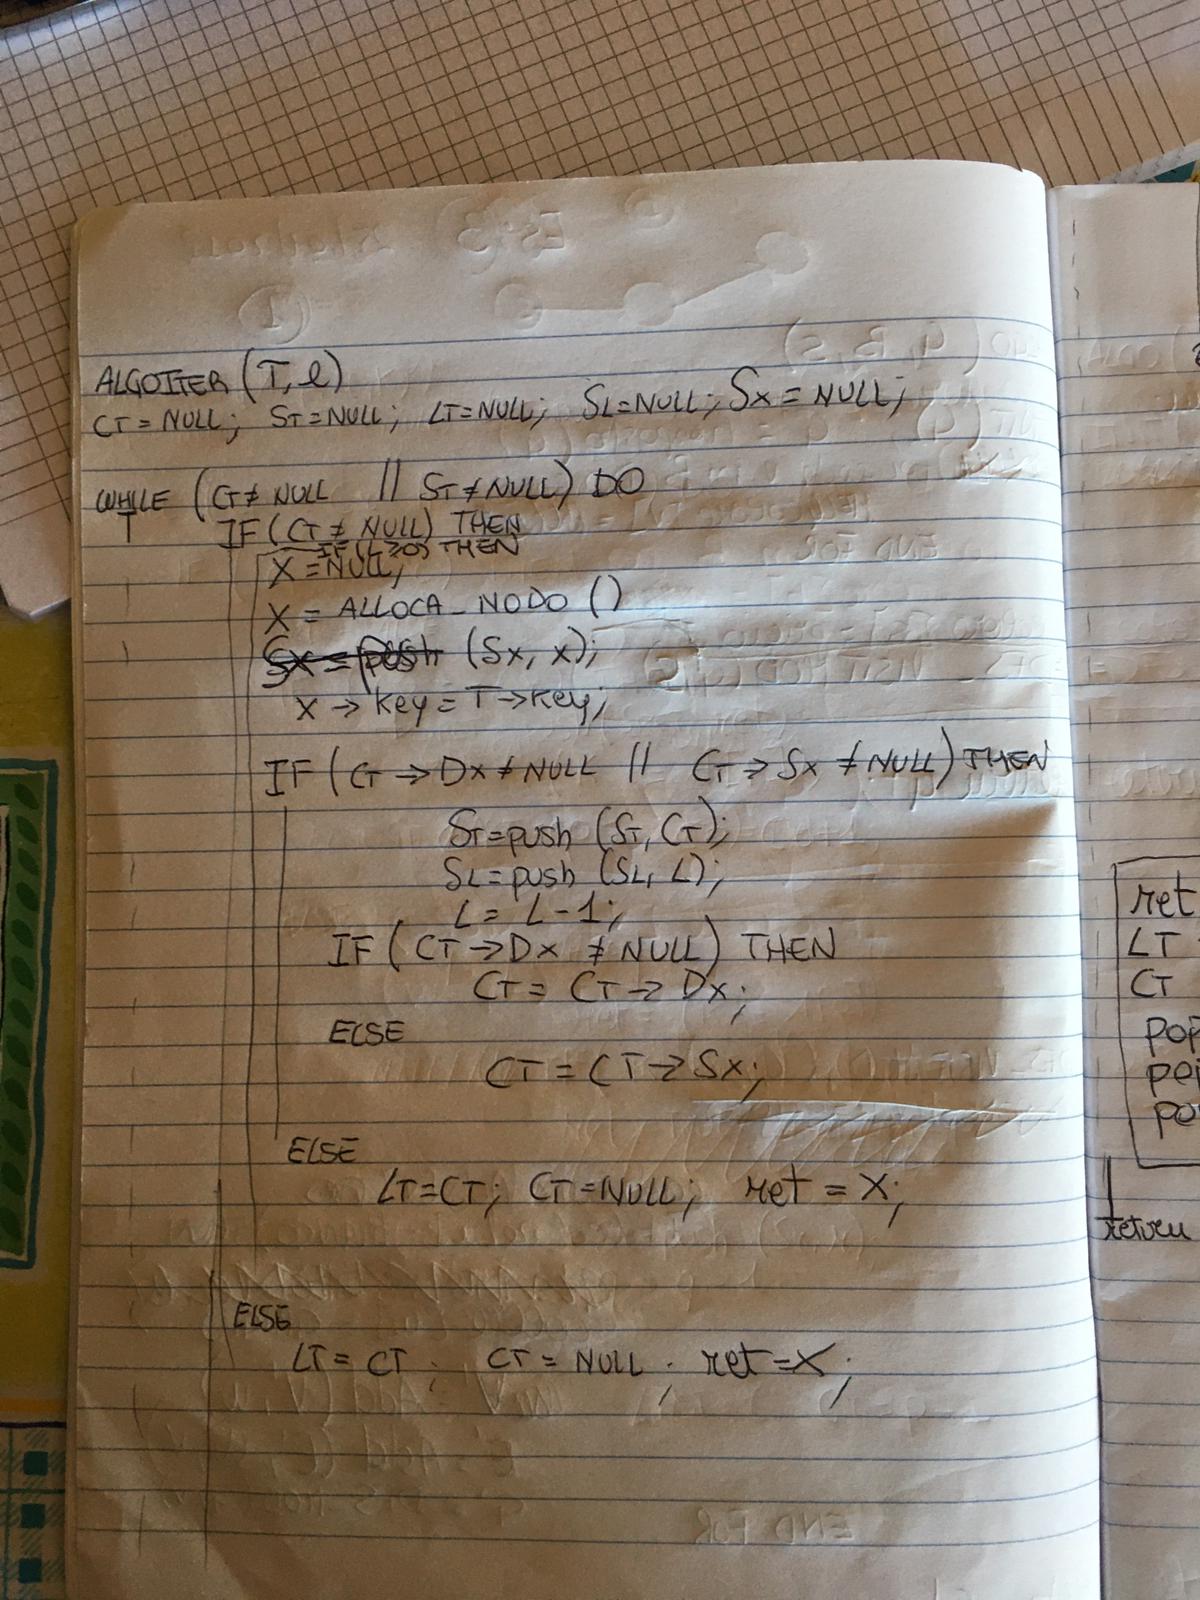 ALGOITER (T, l)
CT = NULL; ST = NULL; LT = NULL; SL = NULL; Sx = NULL;
WHILE (CT ≠ NULL || ST ≠ NULL) DO
IF (CT ≠ NULL) THEN
IF (L ≥ 0) THEN
X = NULL;
X = ALLOCA_NODO ()
Sx = push (Sx, x);
x → key = T → key;
IF (CT → Dx ≠ NULL || CT → Sx ≠ NULL) THEN
ST = push (ST, CT);
SL = push (SL, L);
L = L - 1;
IF (CT → Dx ≠ NULL) THEN
CT = CT → Dx;
ELSE
CT = CT → Sx;
ELSE
LT = CT; CT = NULL; ret = X;
ELSE
LT = CT; CT = NULL; ret = X;
ret
LT
CT
return